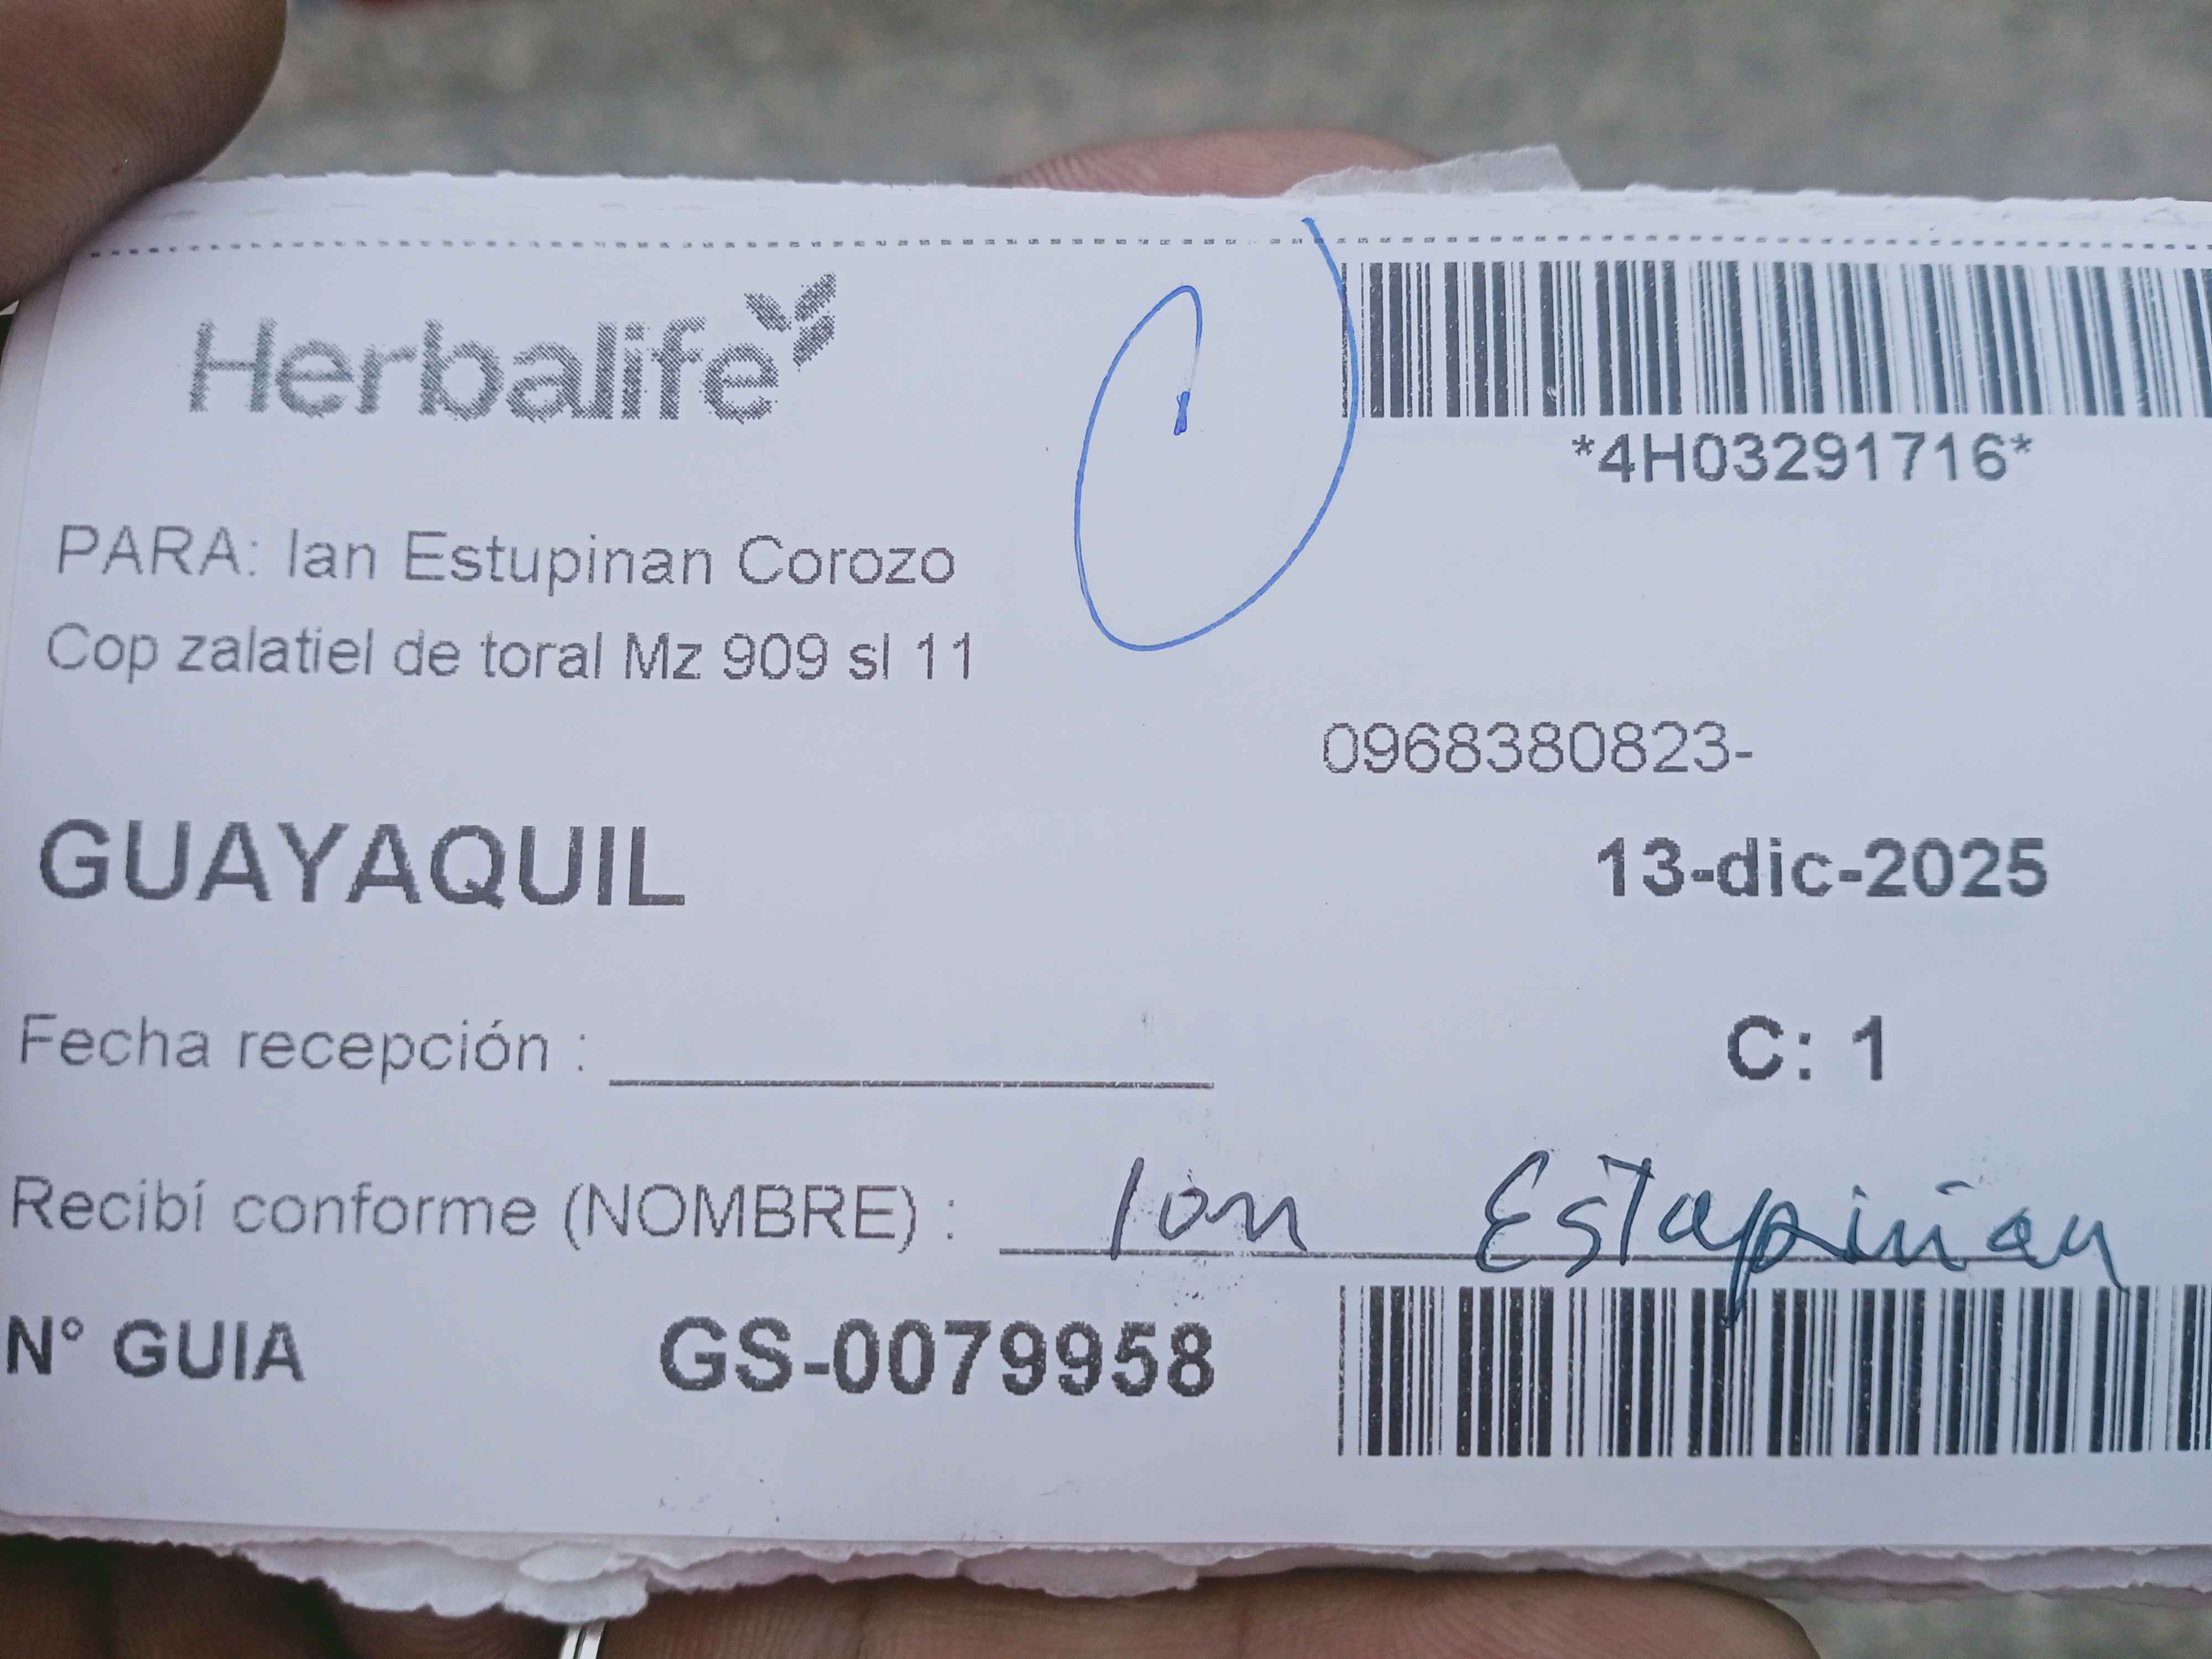 Herbalife
*4H03291716*
PARA: Ian Estupinan Corozo
Cop zalatiel de toral Mz 909 sl 11
0968380823-
GUAYAQUIL
13-dic-2025
Fecha recepción :
C: 1
Recibí conforme (NOMBRE) : Ian Estupiñan
N° GUIA GS-0079958